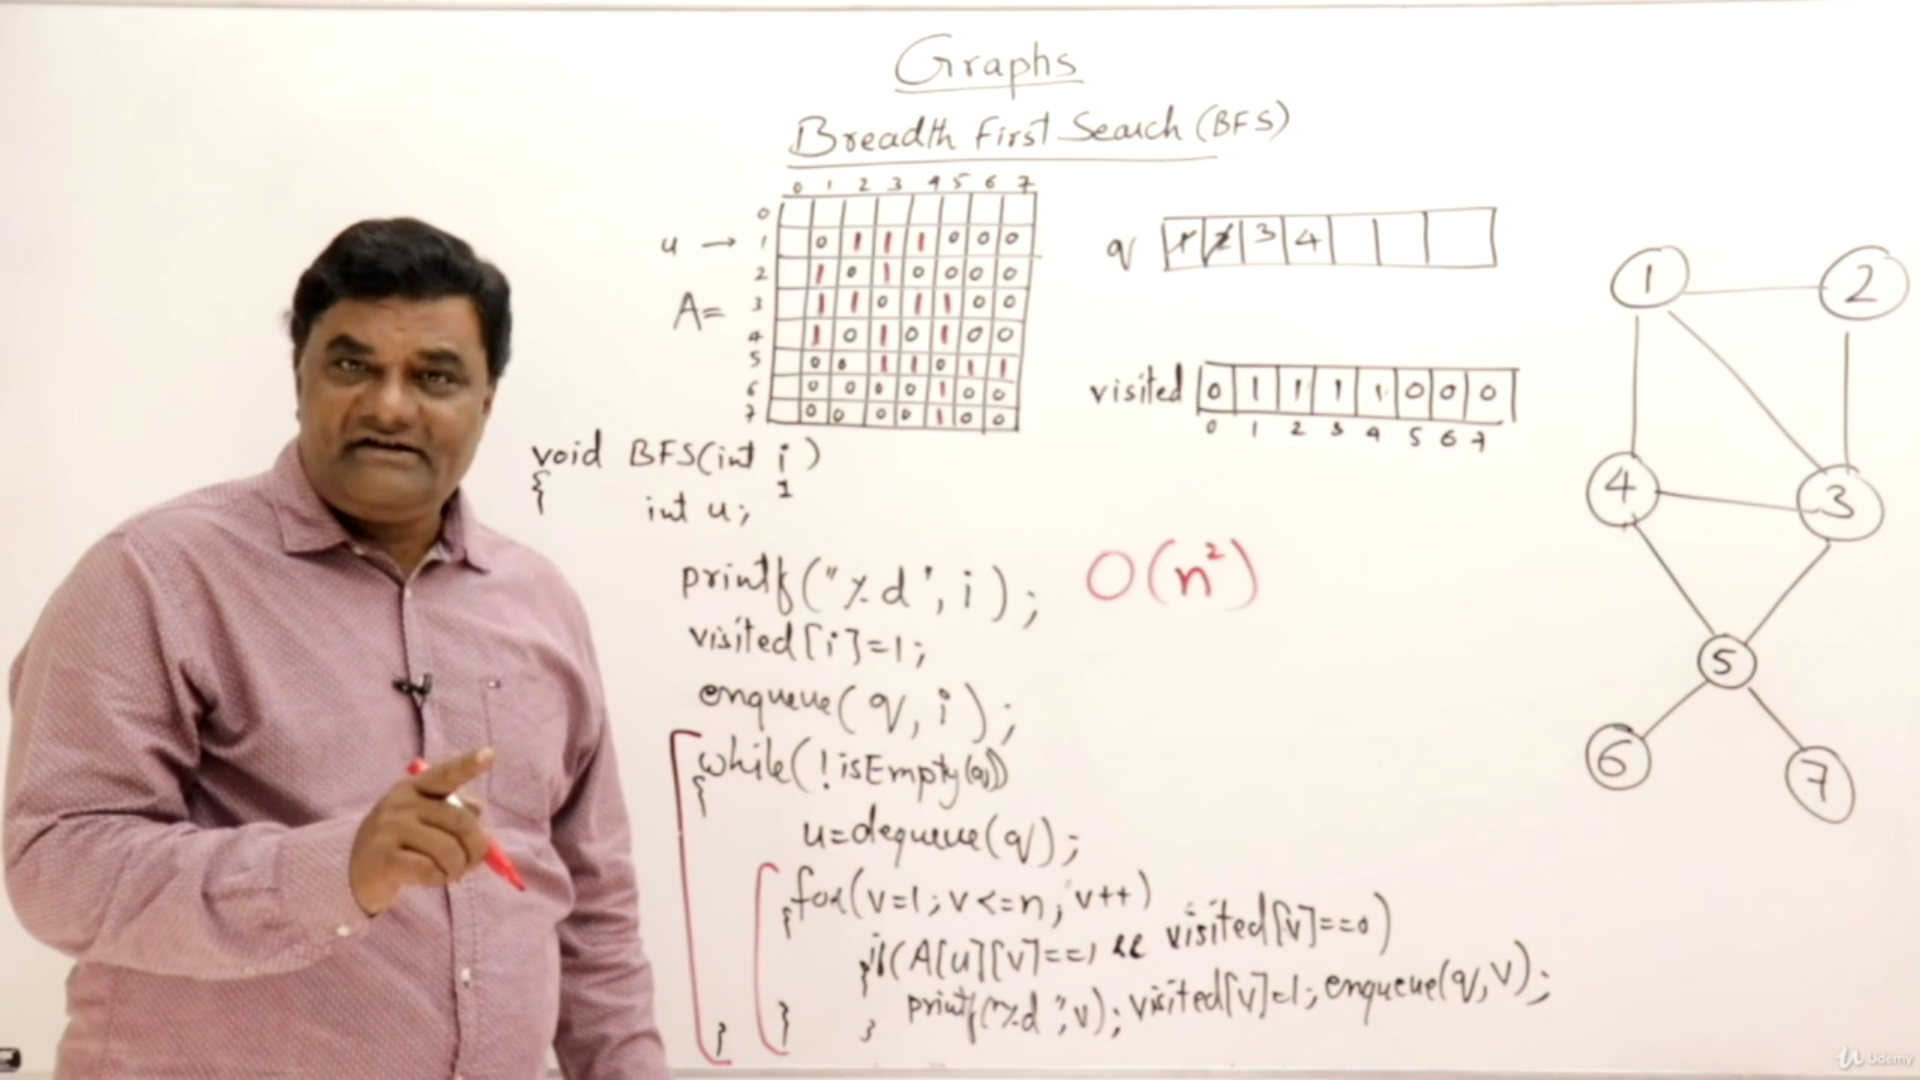 Graphs
Breadth First Search (BFS)
0 1 2 3 4 5 6 7
0
u → 1 0 1 1 1 0 0 0
2 1 0 1 0 0 0 0
A= 3 1 1 0 1 1 0 0
4 1 0 1 0 1 0 0
5 0 0 1 1 0 1 1
6 0 0 0 0 1 0 0
7 0 0 0 0 1 0 0
q 1 2 3 4
visited 0 1 1 1 1 0 0 0
0 1 2 3 4 5 6 7
1 2
4 3
5
6 7
void BFS(int i)
1
{ int u;
printf("%d", i);
visited[i]=1;
enqueue(q, i);
while(!isEmpty(q))
{
u=dequeue(q);
for(v=1; v<=n; v++)
{
if(A[u][v]==1 && visited[v]==0)
{
printf("%d", v); visited[v]=1; enqueue(q, v);
} } }
O(n²)
Udemy